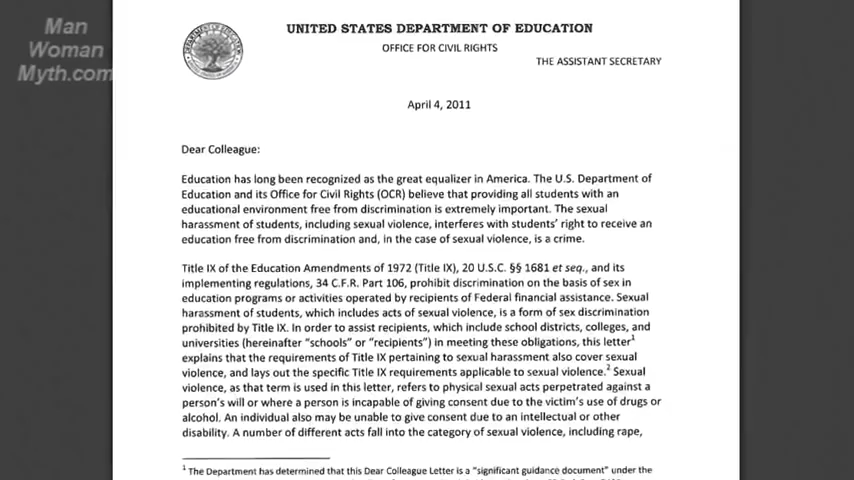 Man
Woman
Myth.com
UNITED STATES DEPARTMENT OF EDUCATION
OFFICE FOR CIVIL RIGHTS
THE ASSISTANT SECRETARY
April 4, 2011
Dear Colleague:
Education has long been recognized as the great equalizer in America. The U.S. Department of
Education and its Office for Civil Rights (OCR) believe that providing all students with an
educational environment free from discrimination is extremely important. The sexual
harassment of students, including sexual violence, interferes with students’ right to receive an
education free from discrimination and, in the case of sexual violence, is a crime.
Title IX of the Education Amendments of 1972 (Title IX), 20 U.S.C. §§ 1681 et seq., and its
implementing regulations, 34 C.F.R. Part 106, prohibit discrimination on the basis of sex in
education programs or activities operated by recipients of Federal financial assistance. Sexual
harassment of students, which includes acts of sexual violence, is a form of sex discrimination
prohibited by Title IX. In order to assist recipients, which include school districts, colleges, and
universities (hereinafter “schools” or “recipients”) in meeting these obligations, this letter1
explains that the requirements of Title IX pertaining to sexual harassment also cover sexual
violence, and lays out the specific Title IX requirements applicable to sexual violence.2 Sexual
violence, as that term is used in this letter, refers to physical sexual acts perpetrated against a
person’s will or where a person is incapable of giving consent due to the victim’s use of drugs or
alcohol. An individual also may be unable to give consent due to an intellectual or other
disability. A number of different acts fall into the category of sexual violence, including rape,
1 The Department has determined that this Dear Colleague Letter is a “significant guidance document” under the